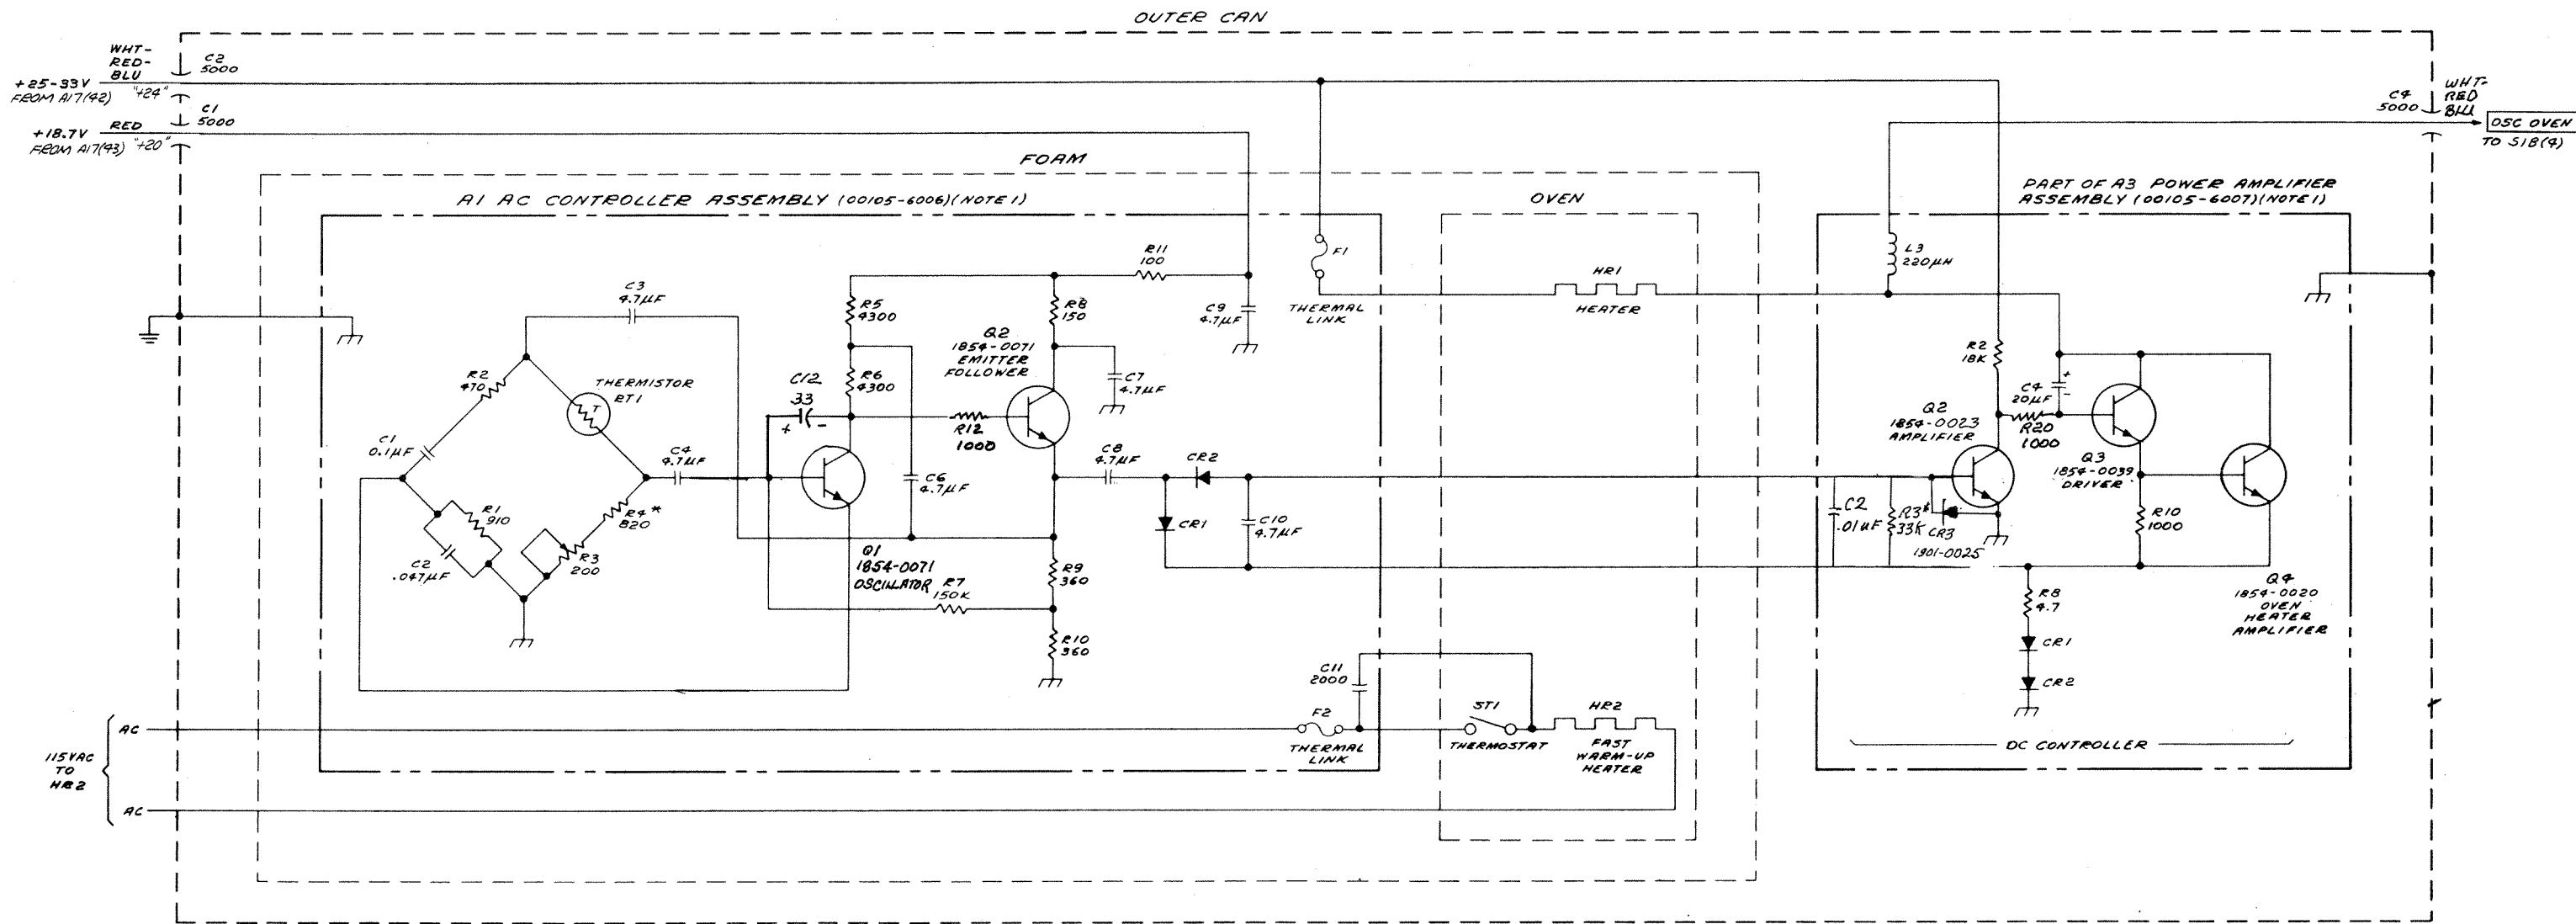 OUTER CAN
WHT-
RED-
BLU
C2
5000
+25-33V
FROM A17(42)
"+24"
C1
5000
+18.7V
RED
FROM A17(43)
"+20"
C4
5000
WHT-
RED
BLU
OSC OVEN
TO S1B(4)
FOAM
A1 AC CONTROLLER ASSEMBLY (00105-6006)(NOTE 1)
OVEN
PART OF A3 POWER AMPLIFIER
ASSEMBLY (00105-6007)(NOTE 1)
C3
4.7µF
R5
4300
R8
150
R11
100
C9
4.7µF
F1
THERMAL
LINK
HR1
HEATER
L3
220µH
R2
470
THERMISTOR
RT1
T
C12
33
+
-
R6
4300
Q2
1854-0071
EMITTER
FOLLOWER
C7
4.7µF
R12
1000
R2
18K
C4
20µF
+
-
R20
1000
Q2
1854-0023
AMPLIFIER
Q3
1854-0039
DRIVER
C1
0.1µF
C4
4.7µF
C6
4.7µF
C8
4.7µF
CR2
CR1
C10
4.7µF
R1
910
C2
.047µF
R4*
820
R3
200
Q1
1854-0071
OSCILLATOR
R7
150K
R9
360
R10
360
C2
.01µF
R3*
33K
CR3
1901-0025
R10
1000
Q4
1854-0020
OVEN
HEATER
AMPLIFIER
R8
4.7
CR1
CR2
DC CONTROLLER
C11
2000
F2
THERMAL
LINK
ST1
THERMOSTAT
HR2
FAST
WARM-UP
HEATER
115VAC
TO
HR2
AC
AC